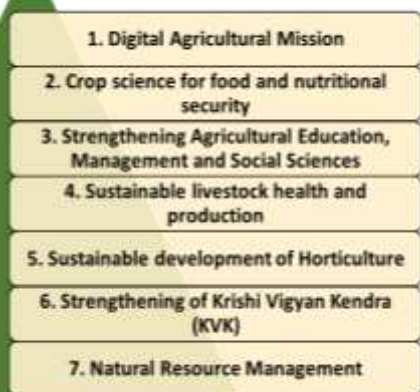 1. Digital Agricultural Mission
2. Crop science for food and nutritional
security
3. Strengthening Agricultural Education,
Management and Social Sciences
4. Sustainable livestock health and
production
5. Sustainable development of Horticulture
6. Strengthening of Krishi Vigyan Kendra
(KVK)
7. Natural Resource Management